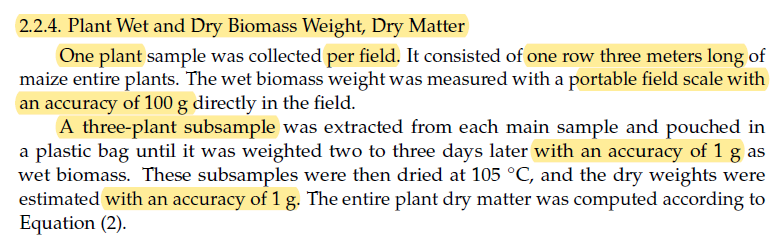 2.2.4. Plant Wet and Dry Biomass Weight, Dry Matter
One plant sample was collected per field. It consisted of one row three meters long of
maize entire plants. The wet biomass weight was measured with a portable field scale with
an accuracy of 100 g directly in the field.
A three-plant subsample was extracted from each main sample and pouched in
a plastic bag until it was weighted two to three days later with an accuracy of 1 g as
wet biomass. These subsamples were then dried at 105 °C, and the dry weights were
estimated with an accuracy of 1 g. The entire plant dry matter was computed according to
Equation (2).